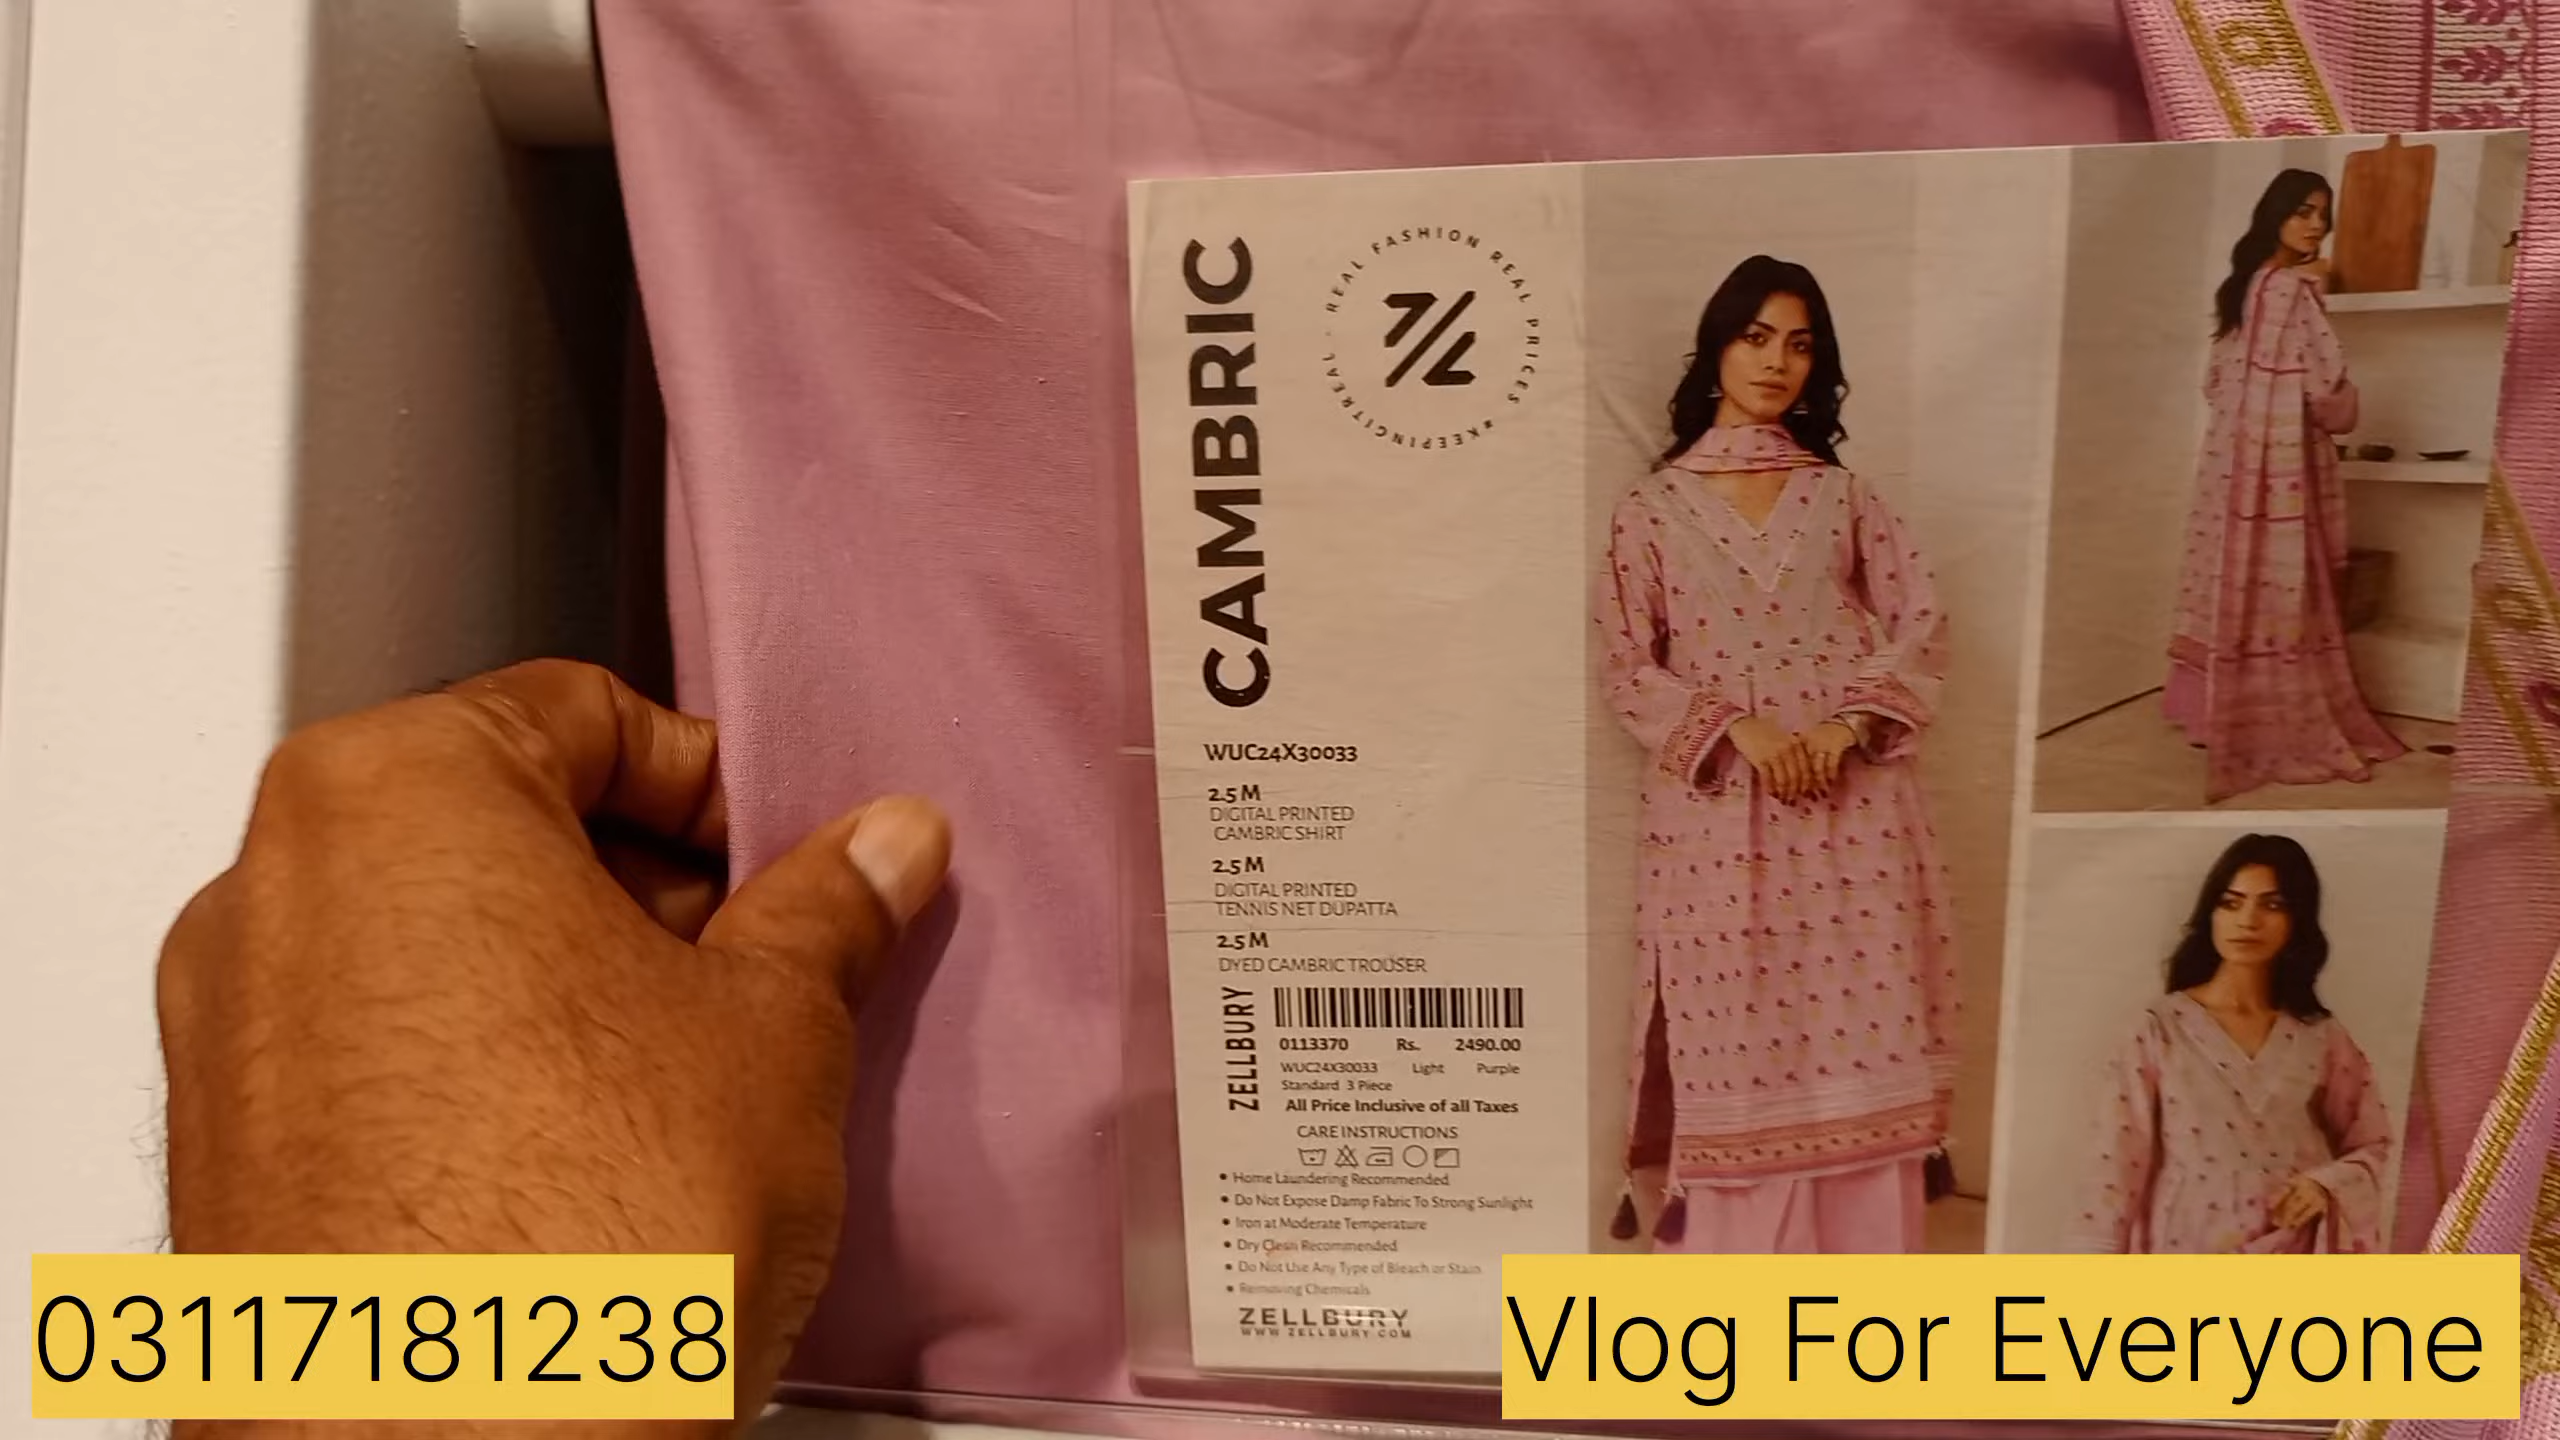 CAMBRIC
REAL FASHION REAL PRICES #KEEPINGITREAL
WUC24X30033
2.5 M
DIGITAL PRINTED
CAMBRIC SHIRT
2.5 M
DIGITAL PRINTED
TENNIS NET DUPATTA
2.5 M
DYED CAMBRIC TROUSER
ZELLBURY
0113370 Rs. 2490.00
WUC24X30033 Light Purple
Standard 3 Piece
All Price Inclusive of all Taxes
CARE INSTRUCTIONS
• Home Laundering Recommended
• Do Not Expose Damp Fabric To Strong Sunlight
• Iron at Moderate Temperature
• Dry Clean Recommended
• Do Not Use Any Type of Bleach or Stain
• Removing Chemicals
ZELLBURY
WWW.ZELLBURY.COM
03117181238
Vlog For Everyone